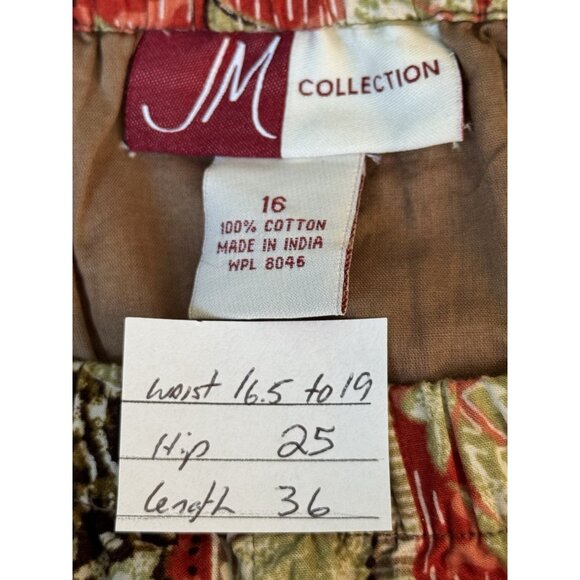 JM COLLECTION
16
100% COTTON
MADE IN INDIA
WPL 8046
waist 16.5 to 19
Hip 25
length 36